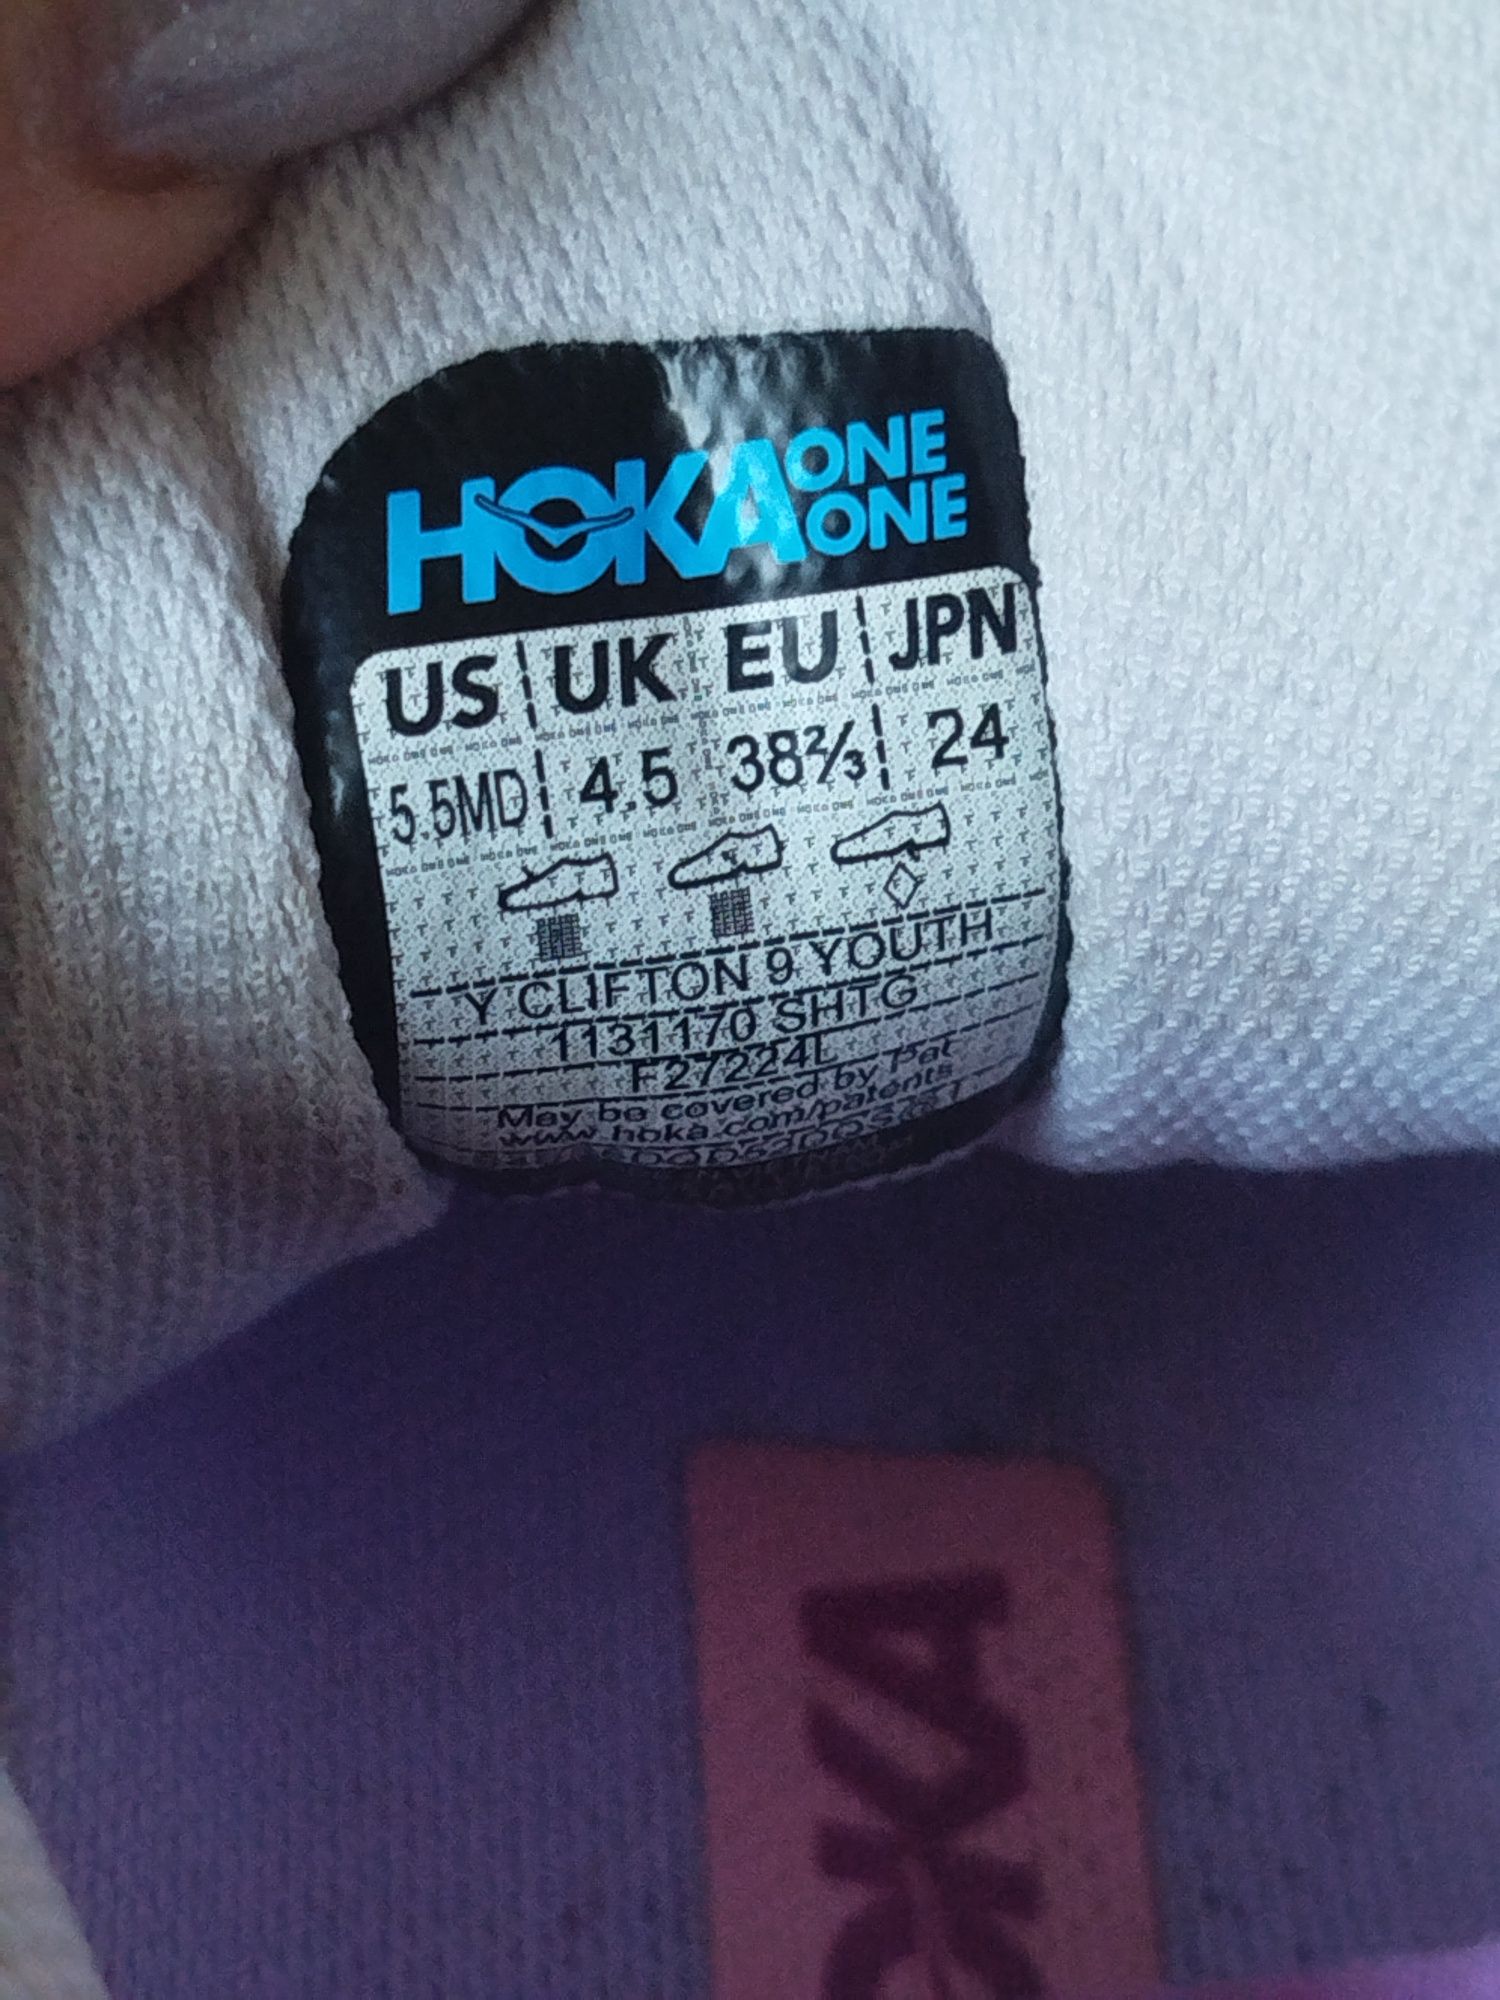 HOKA ONE ONE
US UK EU JPN
5.5MD 4.5 38⅔ 24
Y CLIFTON 9 YOUTH
1131170 SHTG
F27224L
May be covered by Pat
www.hoka.com/patents
OKA